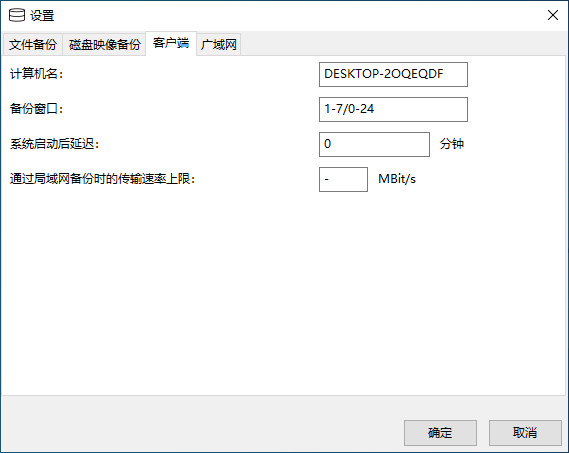 设置
文件备份 磁盘映像备份 客户端 广域网
计算机名： DESKTOP-2OQEQDF
备份窗口： 1-7/0-24
系统启动后延迟： 0 分钟
通过局域网备份时的传输速率上限： - MBit/s
确定 取消